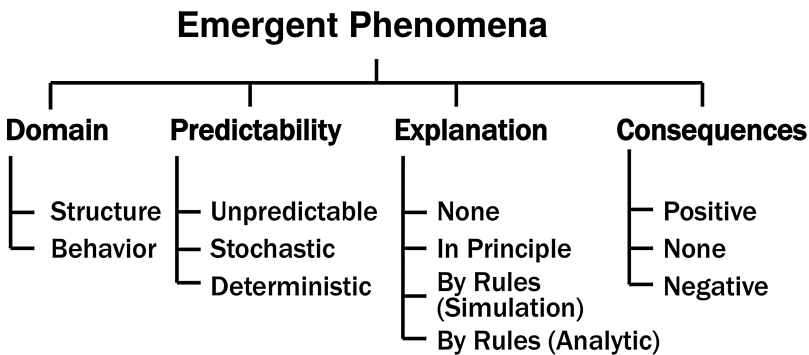 Emergent Phenomena
Domain
Structure
Behavior
Predictability
Unpredictable
Stochastic
Deterministic
Explanation
None
In Principle
By Rules
(Simulation)
By Rules (Analytic)
Consequences
Positive
None
Negative